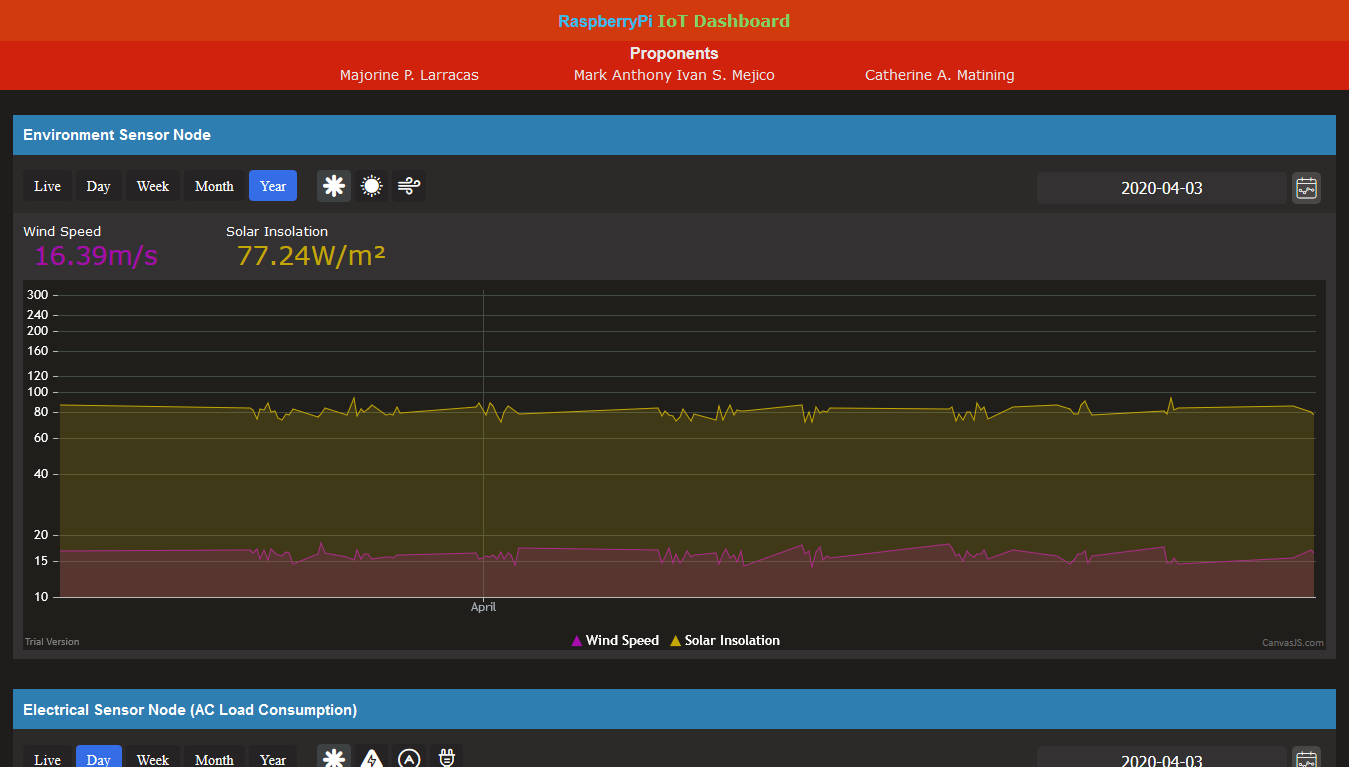 RaspberryPi IoT Dashboard
Proponents
Majorine P. Larracas Mark Anthony Ivan S. Mejico Catherine A. Matining
Environment Sensor Node
Live Day Week Month Year 2020-04-03
Wind Speed Solar Insolation
16.39m/s 77.24W/m²
300
240
200
160
120
100
80
60
40
20
15
10
April
Trial Version Wind Speed Solar Insolation CanvasJS.com
Electrical Sensor Node (AC Load Consumption)
Live Day Week Month Year A 2020-04-03